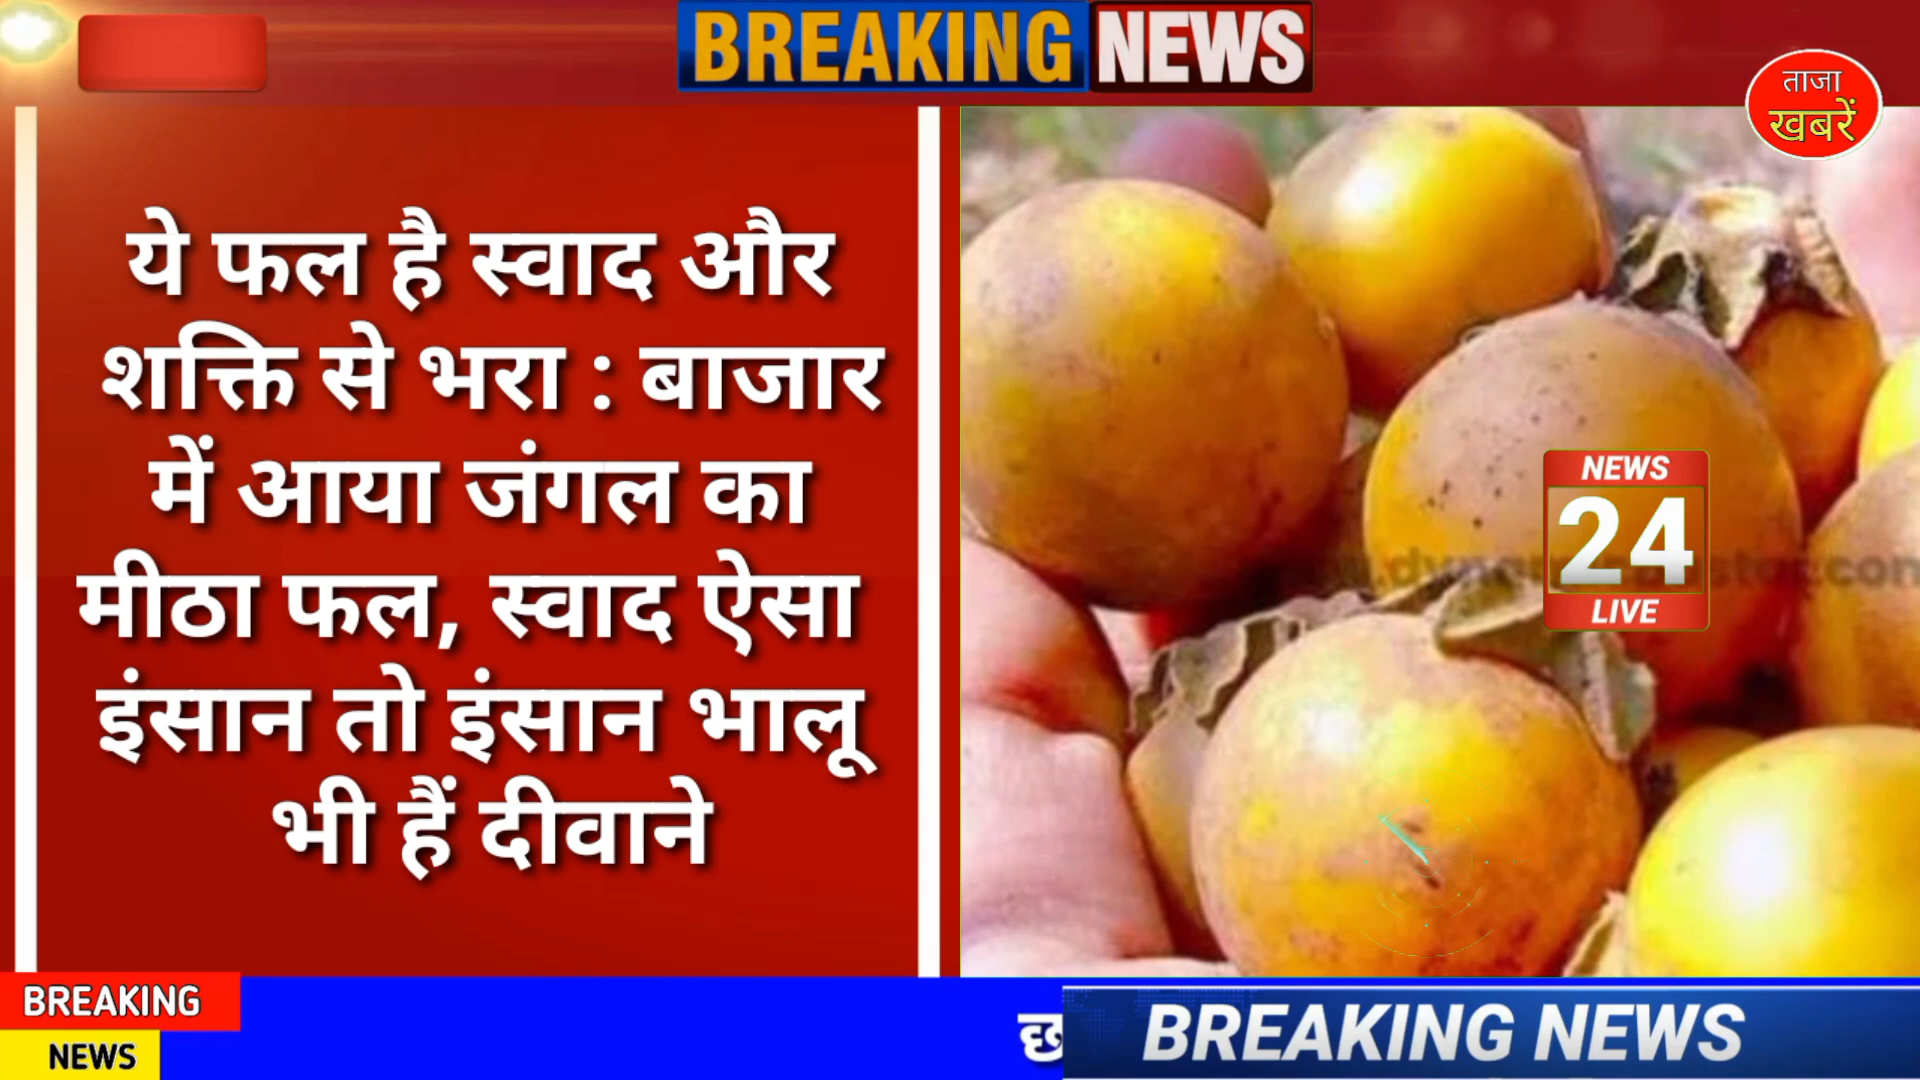 BREAKING NEWS
ताजा
खबरें
ये फल है स्वाद और
शक्ति से भरा : बाजार
में आया जंगल का
मीठा फल, स्वाद ऐसा
इंसान तो इंसान भालू
भी हैं दीवाने
NEWS
24
LIVE
BREAKING
NEWS
BREAKING NEWS